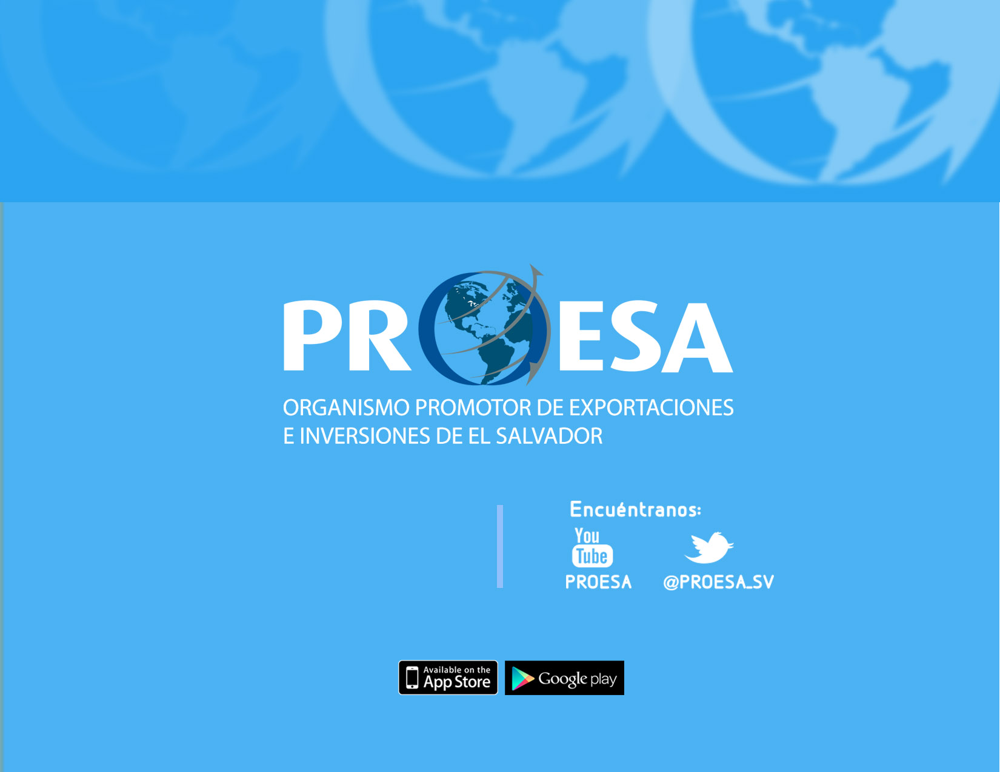 PROESA
ORGANISMO PROMOTOR DE EXPORTACIONES
E INVERSIONES DE EL SALVADOR
Encuéntranos:
You
Tube
PROESA
@PROESA_SV
Available on the
App Store
Google play